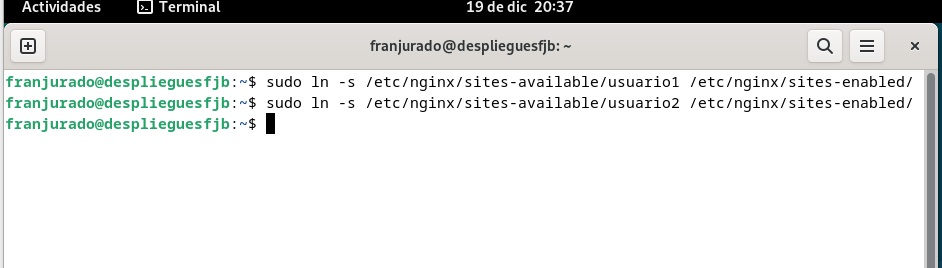 Actividades Terminal 19 de dic 20:37
franjurado@desplieguesfjb: ~
franjurado@desplieguesfjb:~$ sudo ln -s /etc/nginx/sites-available/usuario1 /etc/nginx/sites-enabled/
franjurado@desplieguesfjb:~$ sudo ln -s /etc/nginx/sites-available/usuario2 /etc/nginx/sites-enabled/
franjurado@desplieguesfjb:~$